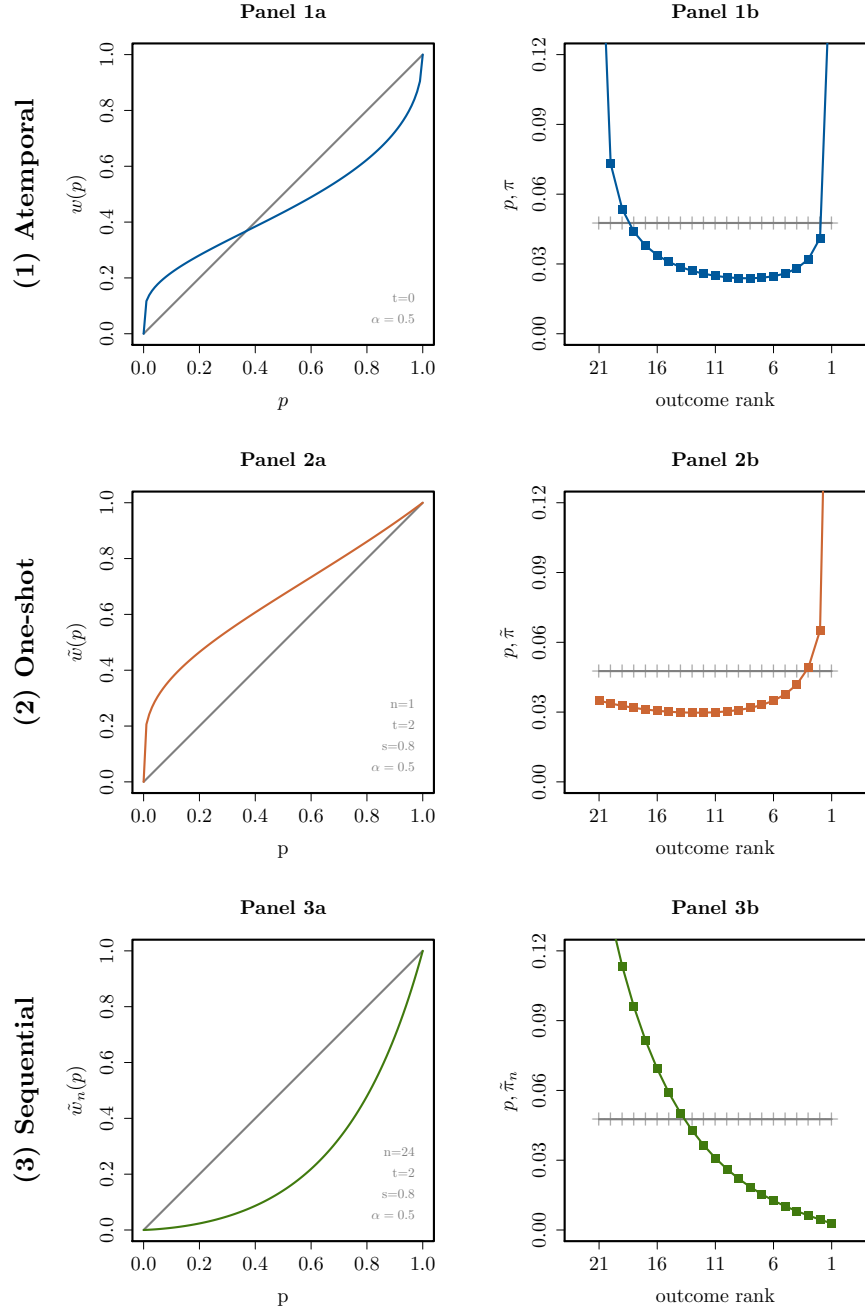 Panel 1a
Panel 1b
(1) Atemporal
w(p)
0.0 0.2 0.4 0.6 0.8 1.0
t=0
α = 0.5
0.0 0.2 0.4 0.6 0.8 1.0
p
p, π
0.00 0.03 0.06 0.09 0.12
21 16 11 6 1
outcome rank
Panel 2a
Panel 2b
(2) One-shot
w̃(p)
0.0 0.2 0.4 0.6 0.8 1.0
n=1
t=2
s=0.8
α = 0.5
0.0 0.2 0.4 0.6 0.8 1.0
p
p, π̃
0.00 0.03 0.06 0.09 0.12
21 16 11 6 1
outcome rank
Panel 3a
Panel 3b
(3) Sequential
w̃ₙ(p)
0.0 0.2 0.4 0.6 0.8 1.0
n=24
t=2
s=0.8
α = 0.5
0.0 0.2 0.4 0.6 0.8 1.0
p
p, π̃ₙ
0.00 0.03 0.06 0.09 0.12
21 16 11 6 1
outcome rank